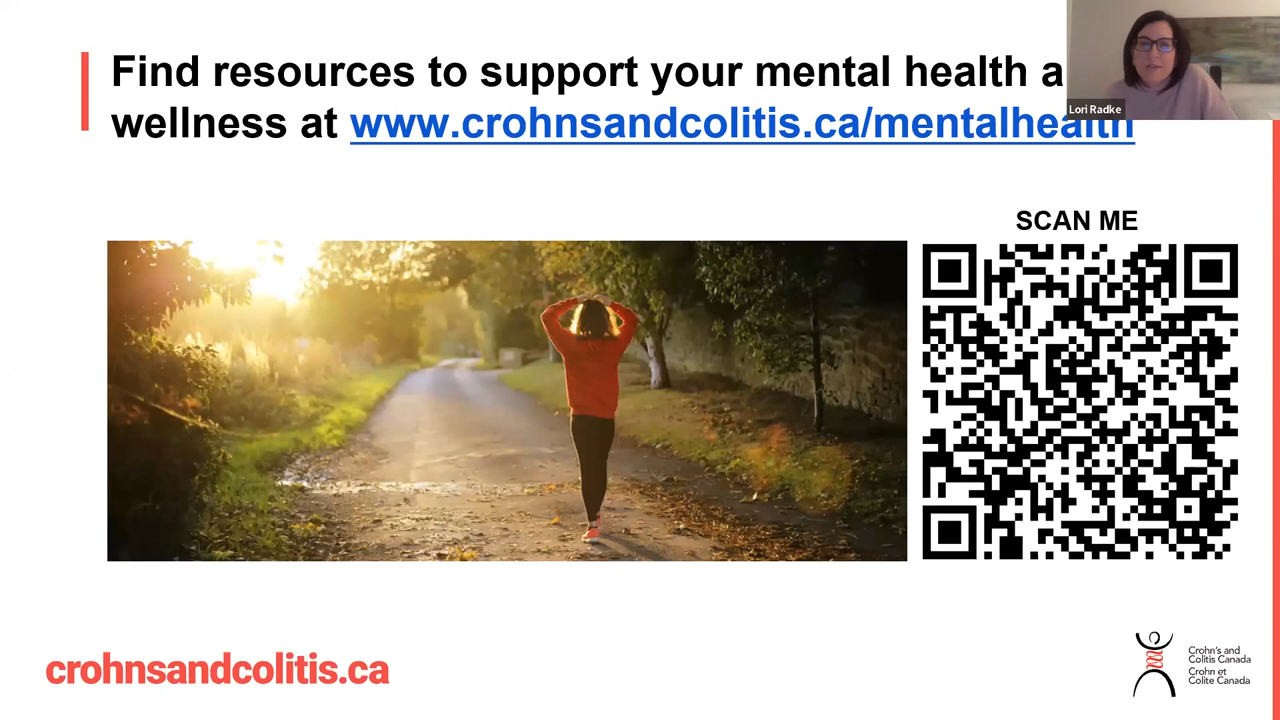 Find resources to support your mental health a
wellness at www.crohnsandcolitis.ca/mentalhealth
Lori Radke
SCAN ME
crohnsandcolitis.ca
Crohn's and
Colitis Canada
Crohn et
Colite Canada